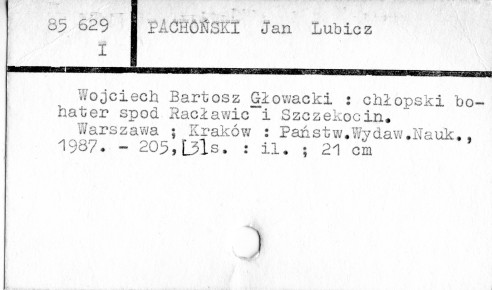 85 629 PACHOŃSKI Jan Lubicz
I
Wojciech Bartosz Głowacki : chłopski bo-
hater spod Racławic i Szczekocin.
Warszawa ; Kraków : Państw.Wydaw.Nauk.,
1987. - 205,[3]s. : il. ; 21 cm